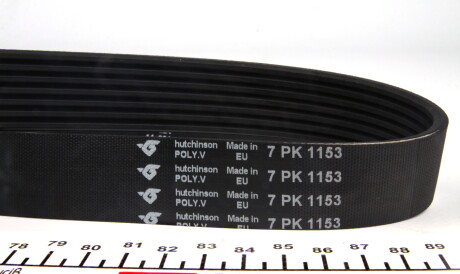 hutchinson Made in 7 PK 1153
POLY.V EU
hutchinson Made in 7 PK 1153
POLY.V EU
hutchinson Made in 7 PK 1153
POLY.V EU
hutchinson Made in 7 PK 1153
POLY.V EU
78 79 80 81 82 83 84 85 86 87 88 89